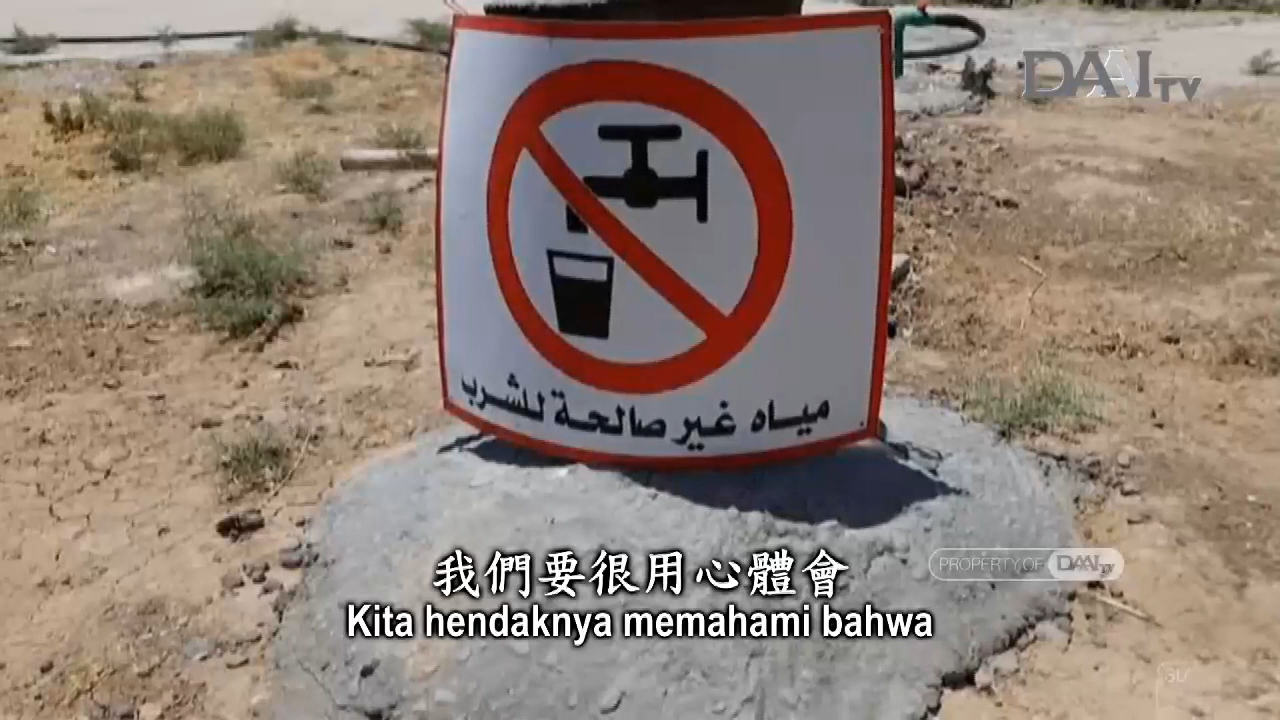 DAAI TV
مياه غير صالحة للشرب
PROPERTY OF DAAI TV
我們要很用心體會
Kita hendaknya memahami bahwa